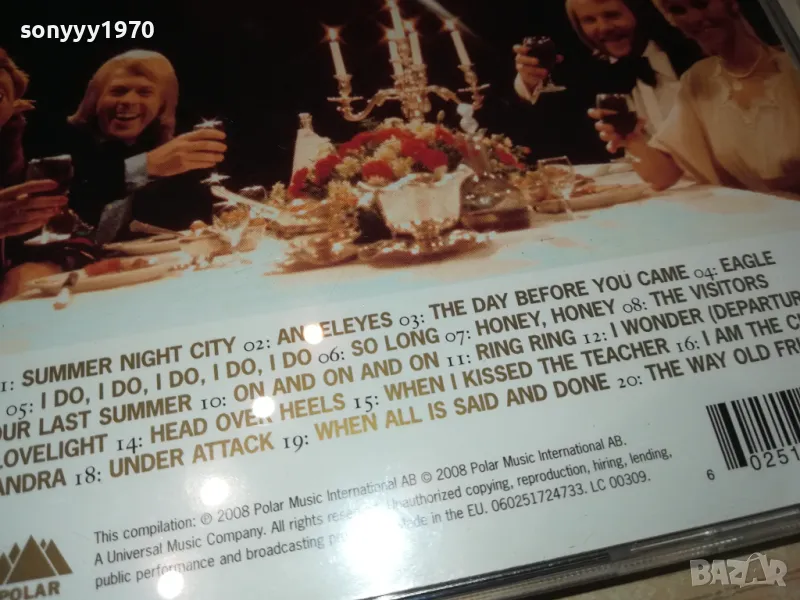 sonyyy1970
1: SUMMER NIGHT CITY 02: ANGELEYES 03: THE DAY BEFORE YOU CAME 04: EAGLE
05: I DO, I DO, I DO, I DO, I DO 06: SO LONG 07: HONEY, HONEY 08: THE VISITORS
OUR LAST SUMMER 10: ON AND ON AND ON 11: RING RING 12: I WONDER (DEPARTUR
LOVELIGHT 14: HEAD OVER HEELS 15: WHEN I KISSED THE TEACHER 16: I AM THE C
ANDRA 18: UNDER ATTACK 19: WHEN ALL IS SAID AND DONE 20: THE WAY OLD FRI
This compilation: ℗ 2008 Polar Music International AB © 2008 Polar Music International AB.
A Universal Music Company. All rights reserved. Unauthorized copying, reproduction, hiring, lending,
public performance and broadcasting Made in the EU. 060251724733. LC 00309.
POLAR
6 0251
BAZAR